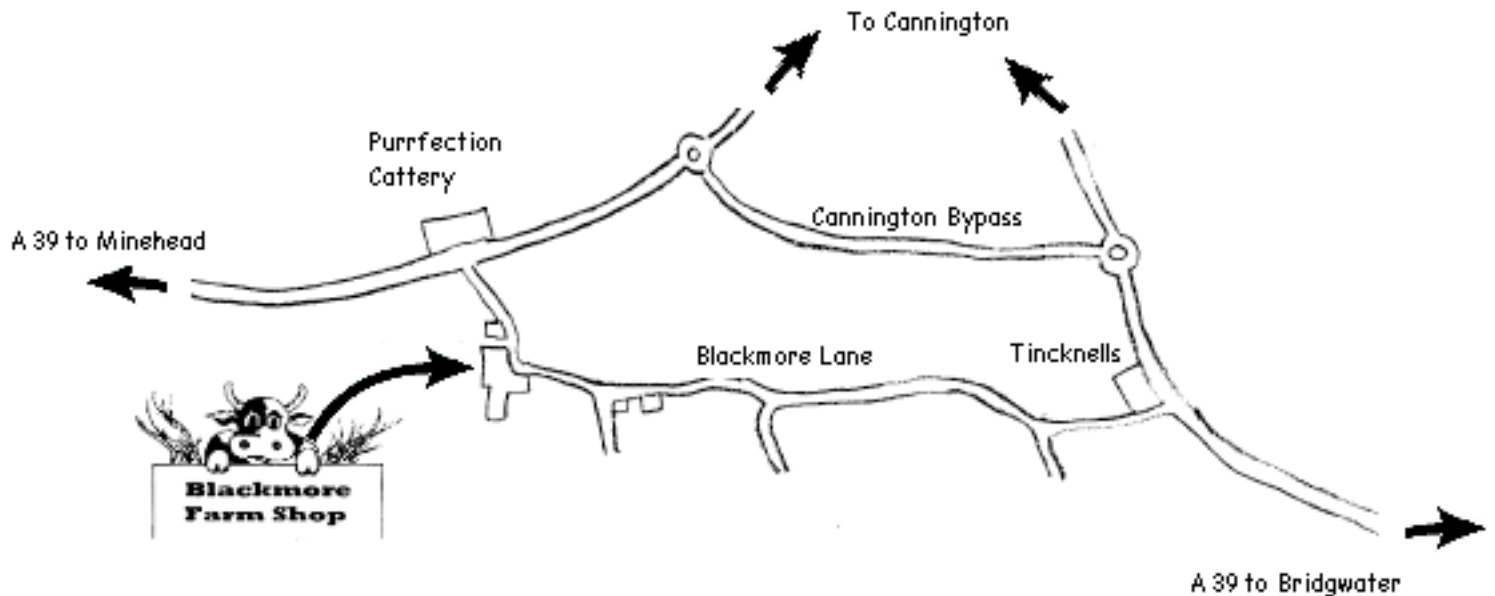 To Cannington
Purrfection
Cattery
Cannington Bypass
A 39 to Minehead
Blackmore Lane
Tincknells
Blackmore
Farm Shop
A 39 to Bridgwater